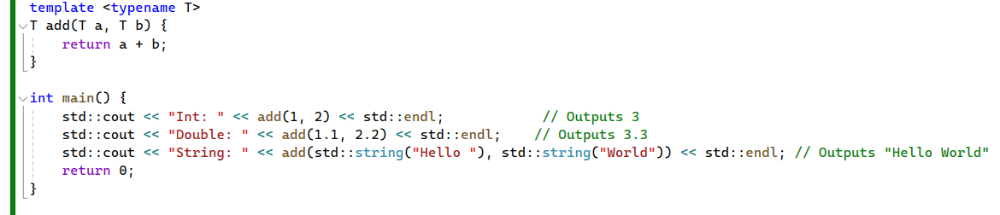 template <typename T>
T add(T a, T b) {
    return a + b;
}

int main() {
    std::cout << "Int: " << add(1, 2) << std::endl;            // Outputs 3
    std::cout << "Double: " << add(1.1, 2.2) << std::endl;    // Outputs 3.3
    std::cout << "String: " << add(std::string("Hello "), std::string("World")) << std::endl; // Outputs "Hello World"
    return 0;
}